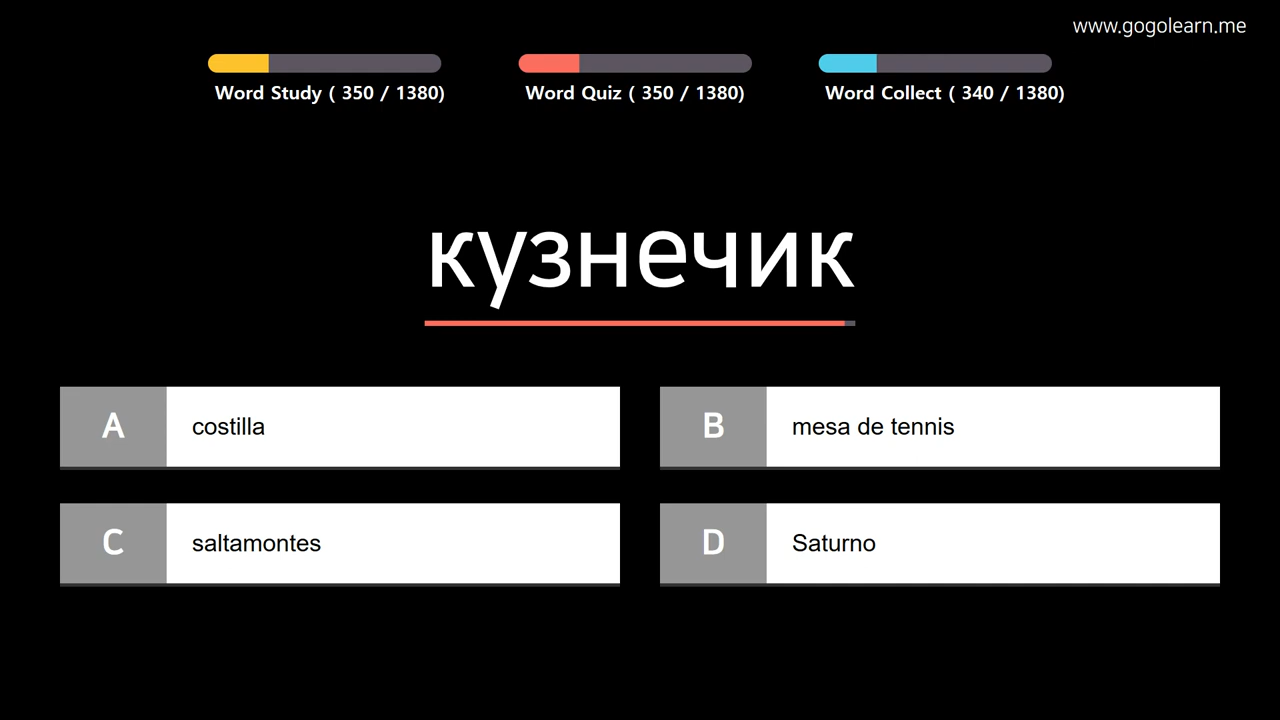 www.gogolearn.me
Word Study ( 350 / 1380)
Word Quiz ( 350 / 1380)
Word Collect ( 340 / 1380)
кузнечик
A costilla
B mesa de tennis
C saltamontes
D Saturno